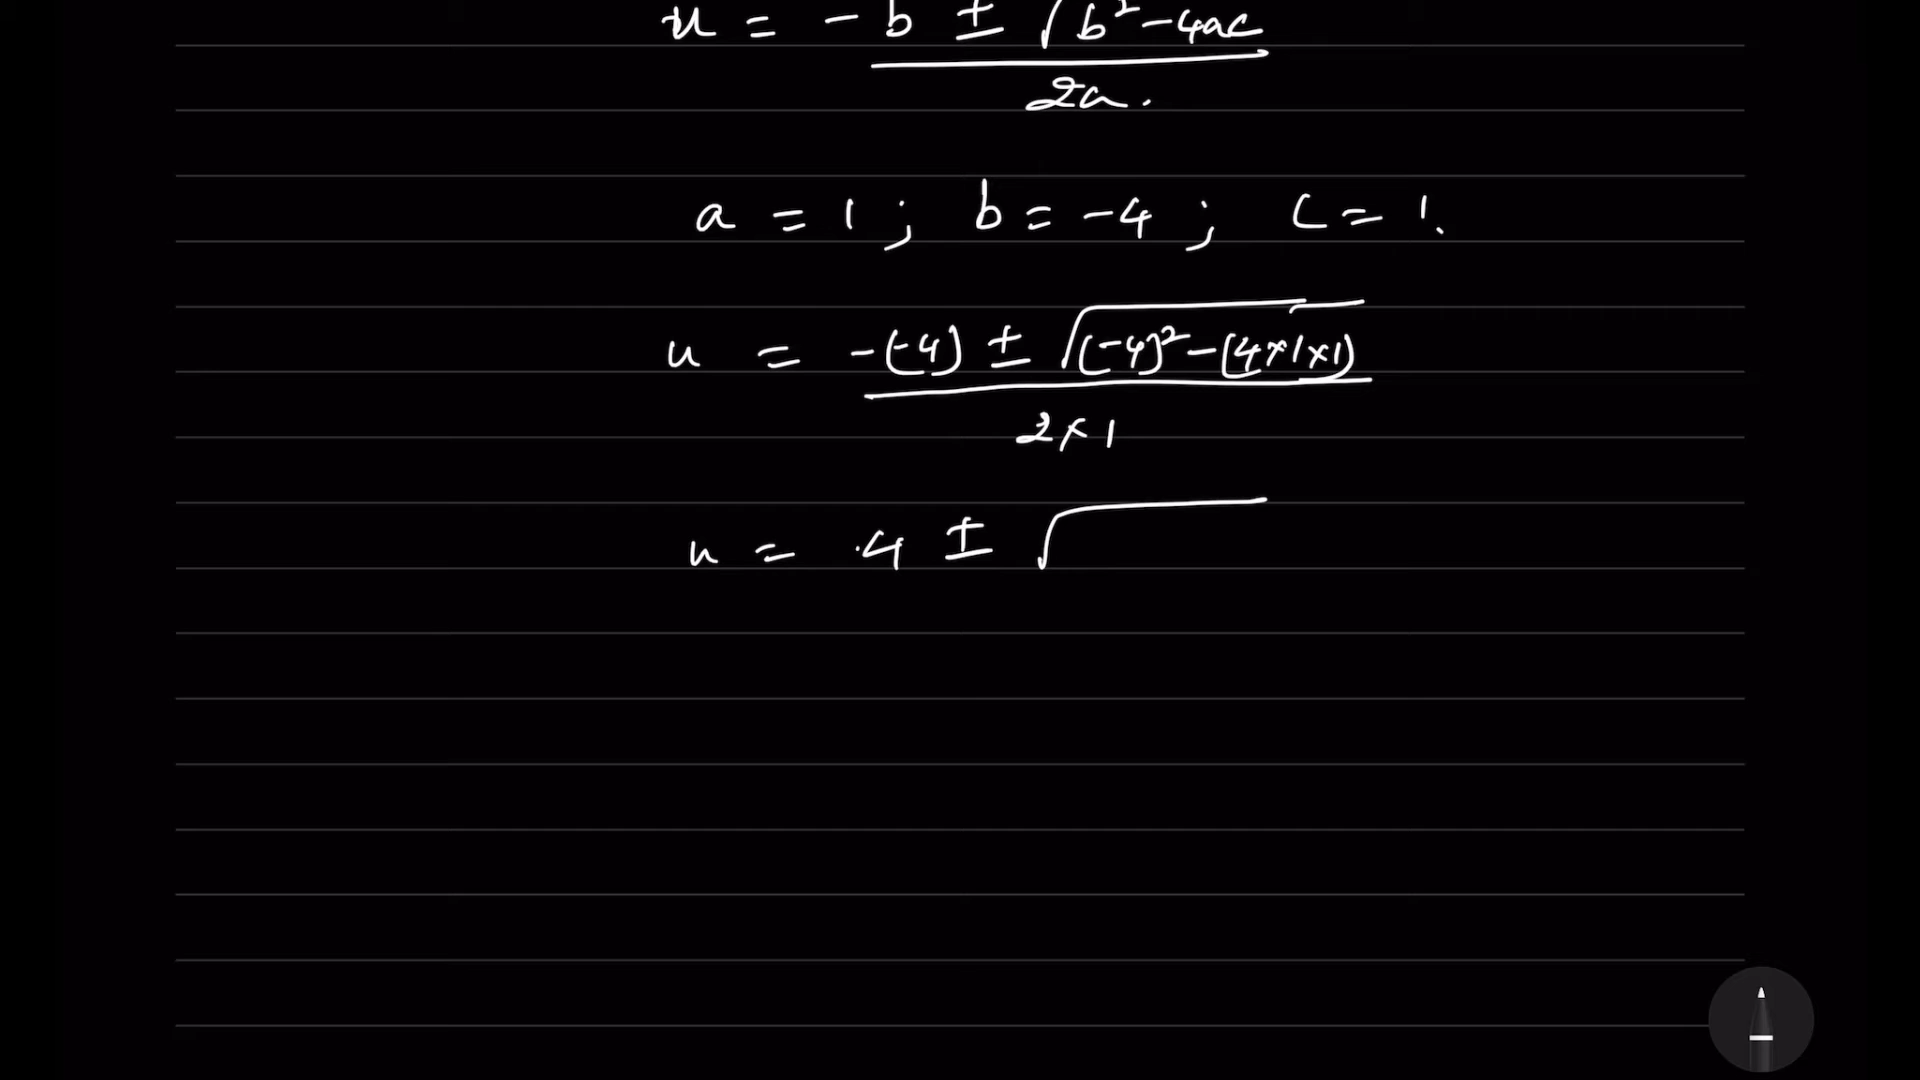 u = -b ± √b²-4ac
2a.
a = 1 ; b = -4 ; c = 1.
u = -(-4) ± √(-4)²-(4×1×1)
2×1
u = 4 ± √